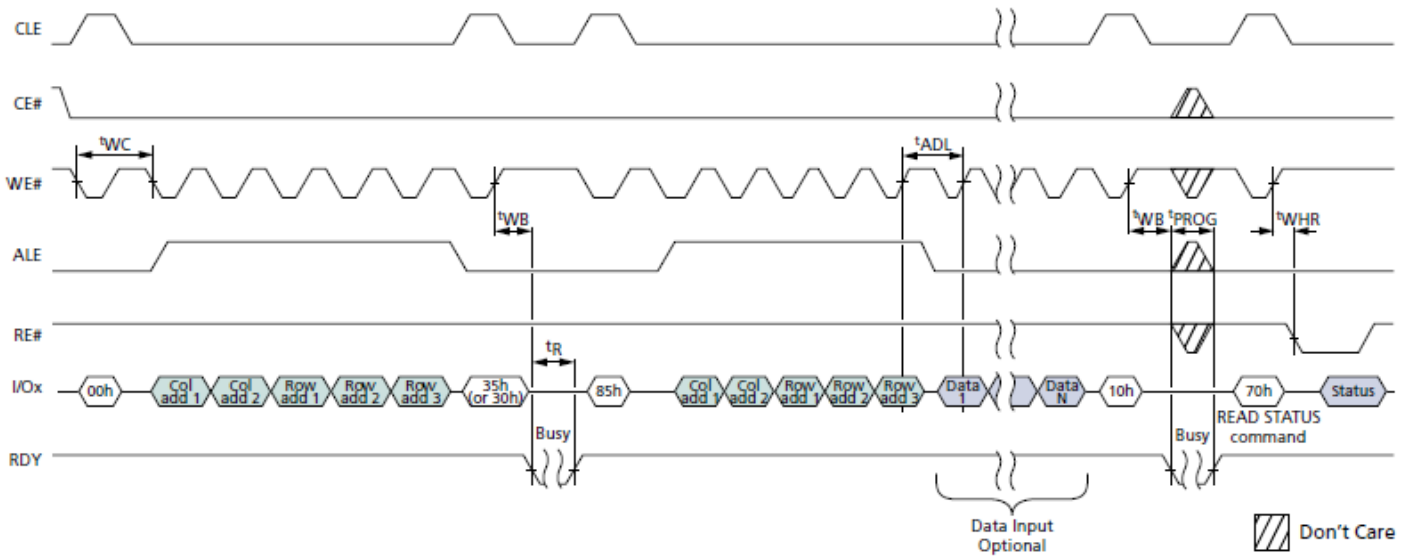 CLE
CE#
tWC
tADL
WE#
tWB
tWB
tPROG
tWHR
ALE
RE#
tR
I/Ox
00h
Col add 1
Col add 2
Row add 1
Row add 2
Row add 3
35h (or 30h)
85h
Col add 1
Col add 2
Row add 1
Row add 2
Row add 3
Data 1
Data N
10h
70h
Status
READ STATUS
command
Busy
Busy
RDY
Data Input
Optional
Don't Care